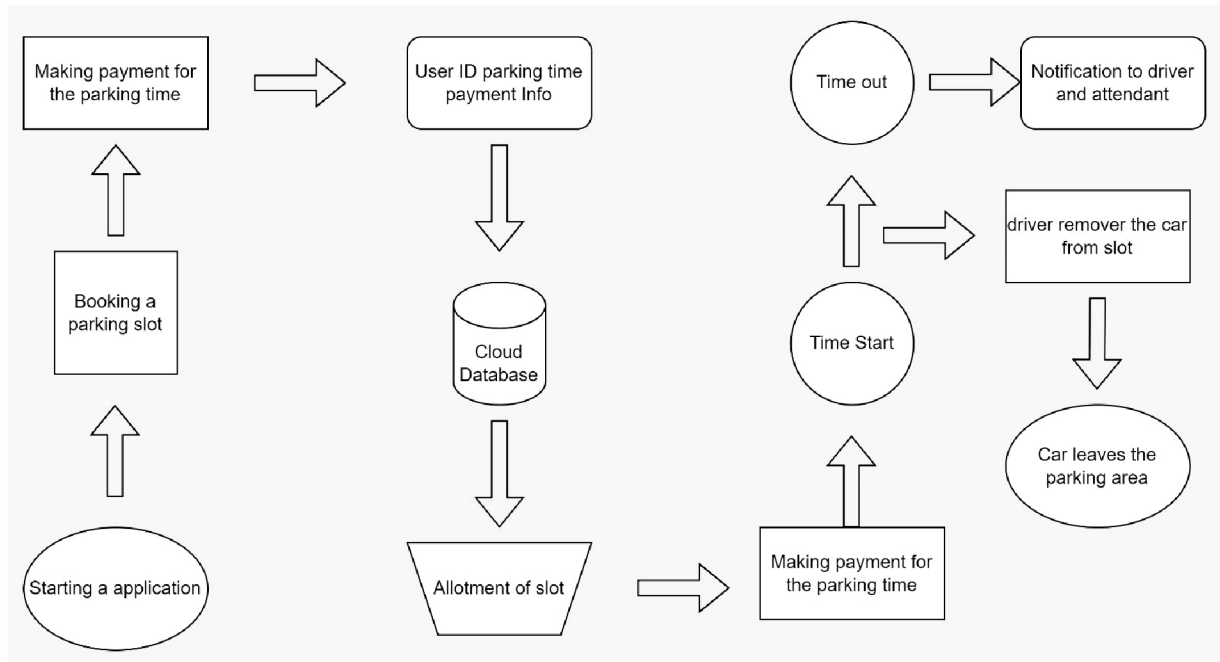 Making payment for
the parking time
User ID parking time
payment Info
Time out
Notification to driver
and attendant
driver remover the car
from slot
Booking a
parking slot
Cloud
Database
Time Start
Car leaves the
parking area
Starting a application
Allotment of slot
Making payment for
the parking time